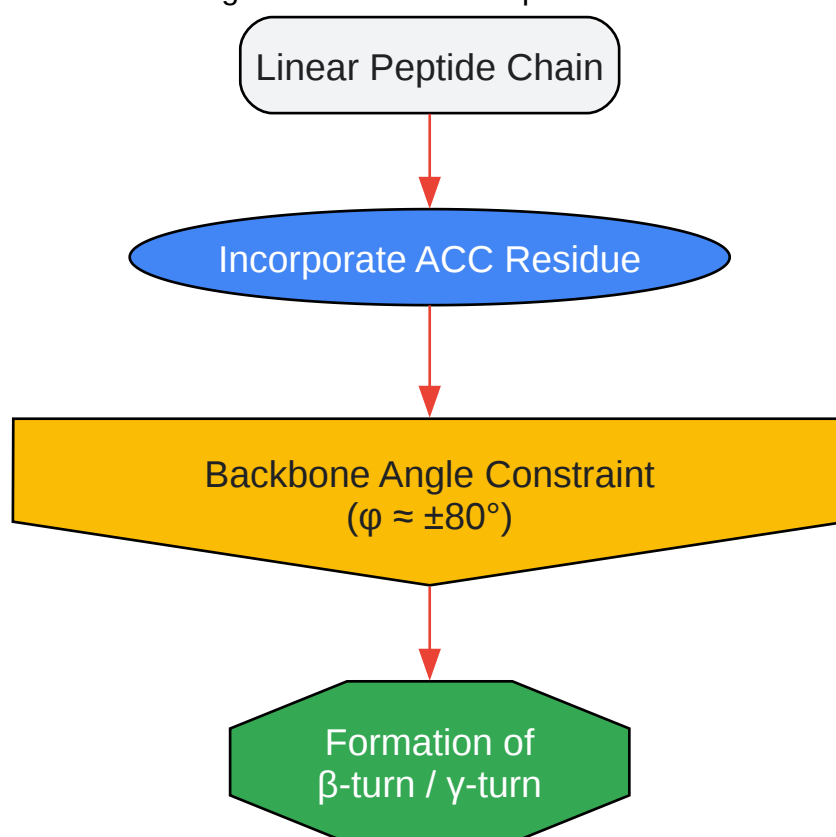 Linear Peptide Chain
Incorporate ACC Residue
Backbone Angle Constraint
(φ ≈ ±80°)
Formation of
β-turn / γ-turn